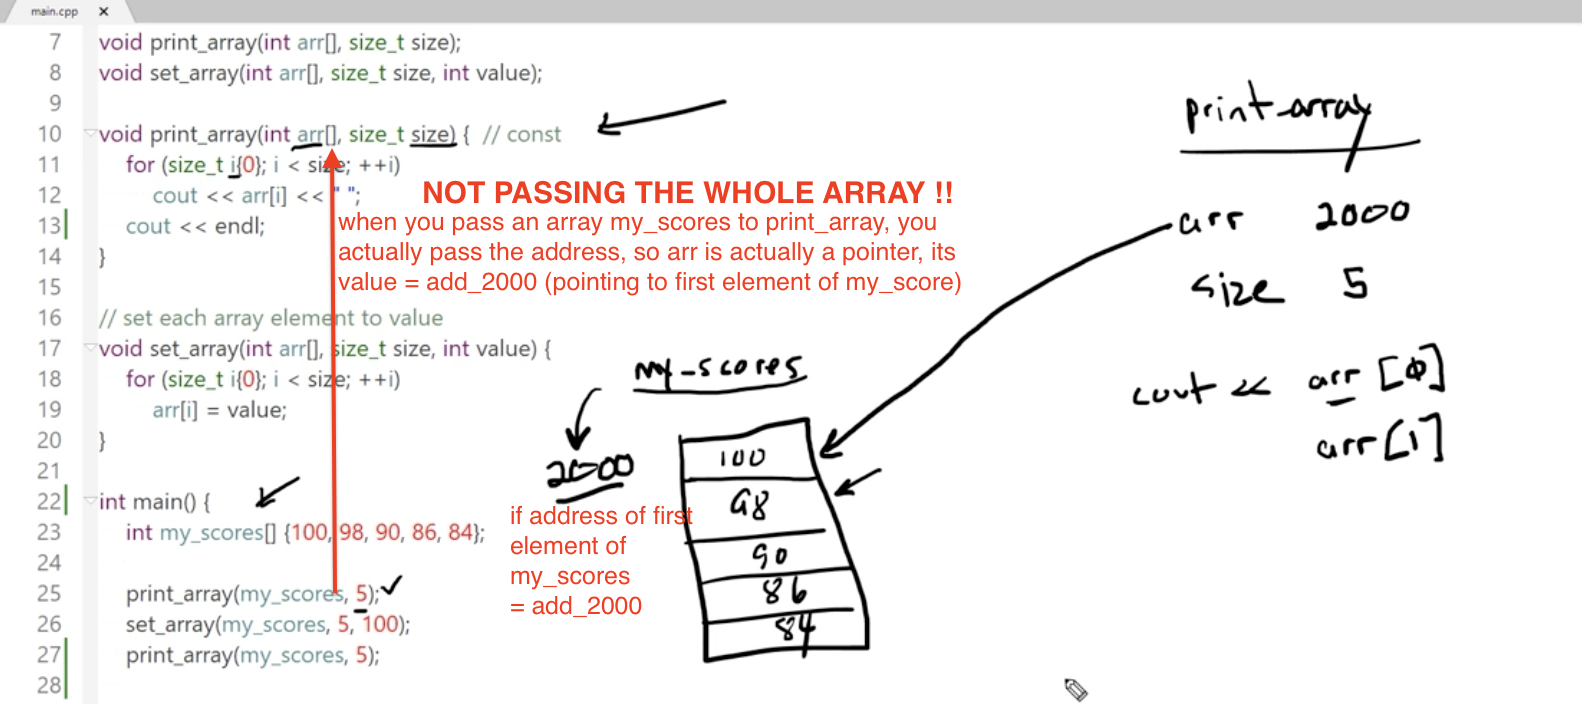 main.cpp ×
7 void print_array(int arr[], size_t size);
8 void set_array(int arr[], size_t size, int value);
9
10 void print_array(int arr[], size_t size) { // const
11 for (size_t i{0}; i < size; ++i)
12 cout << arr[i] << " ";
13 cout << endl;
14 }
15
16 // set each array element to value
17 void set_array(int arr[], size_t size, int value) {
18 for (size_t i{0}; i < size; ++i)
19 arr[i] = value;
20 }
21
22 int main() {
23 int my_scores[] {100, 98, 90, 86, 84};
24
25 print_array(my_scores, 5);
26 set_array(my_scores, 5, 100);
27 print_array(my_scores, 5);
28
NOT PASSING THE WHOLE ARRAY !!
when you pass an array my_scores to print_array, you
actually pass the address, so arr is actually a pointer, its
value = add_2000 (pointing to first element of my_score)
my_scores
2000
100
98
90
86
84
if address of first
element of
my_scores
= add_2000
print_array
arr 2000
size 5
cout << arr [0]
arr [1]